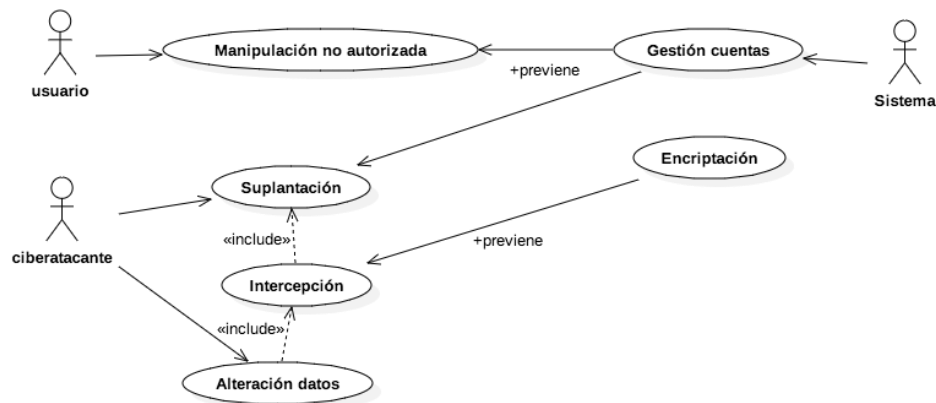 Manipulación no autorizada
Gestión cuentas
+previene
usuario
Sistema
Encriptación
Suplantación
«include»
+previene
ciberatacante
Intercepción
«include»
Alteración datos